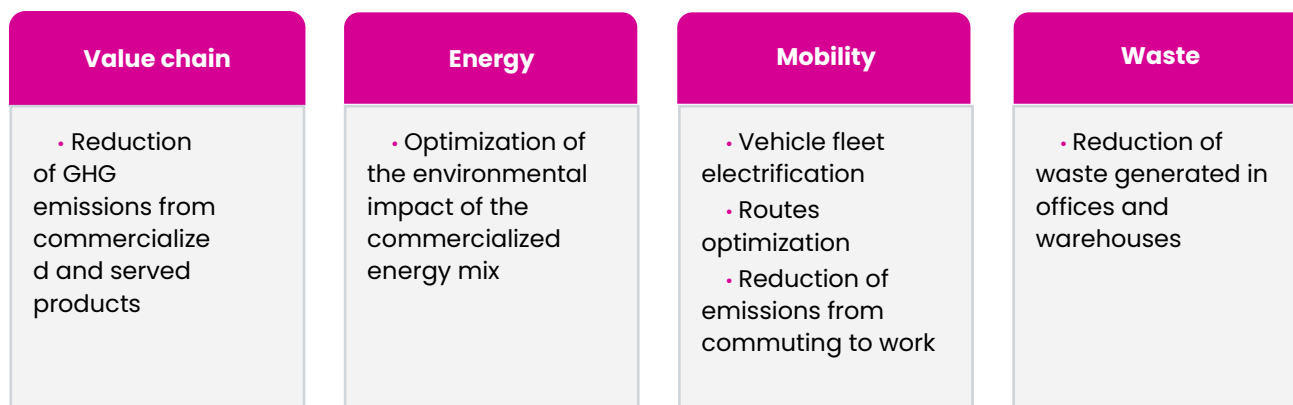 Value chain
• Reduction
of GHG
emissions from
commercialize
d and served
products
Energy
• Optimization of
the environmental
impact of the
commercialized
energy mix
Mobility
• Vehicle fleet
electrification
• Routes
optimization
• Reduction of
emissions from
commuting to work
Waste
• Reduction of
waste generated in
offices and
warehouses